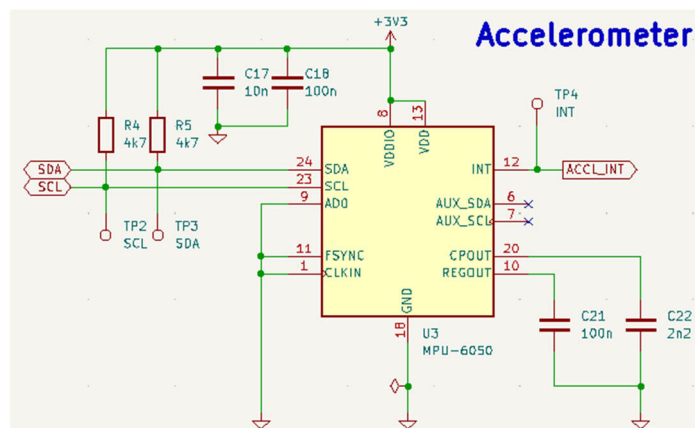 Accelerometer
+3V3
C17
10n
C18
100n
TP4
INT
R4
4k7
R5
4k7
8
VDDIO
13
VDD
SDA
24
SDA
INT
12
ACCL_INT
SCL
23
SCL
9
AD0
AUX_SDA
6
AUX_SCL
7
TP2
SCL
TP3
SDA
11
FSYNC
CPOUT
20
1
CLKIN
REGOUT
10
GND
18
U3
MPU-6050
C21
100n
C22
2n2